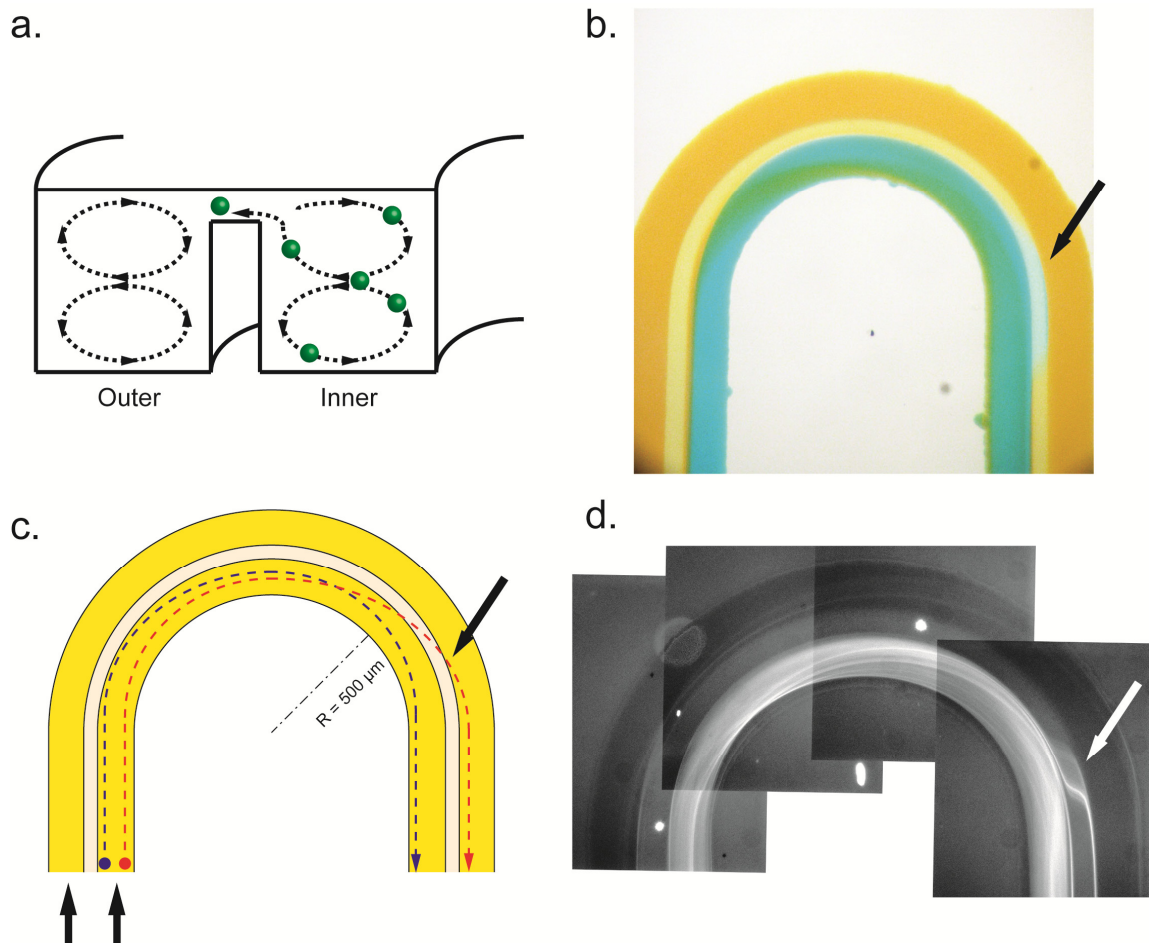 a.
b.
Outer
Inner
c.
d.
R = 500 µm